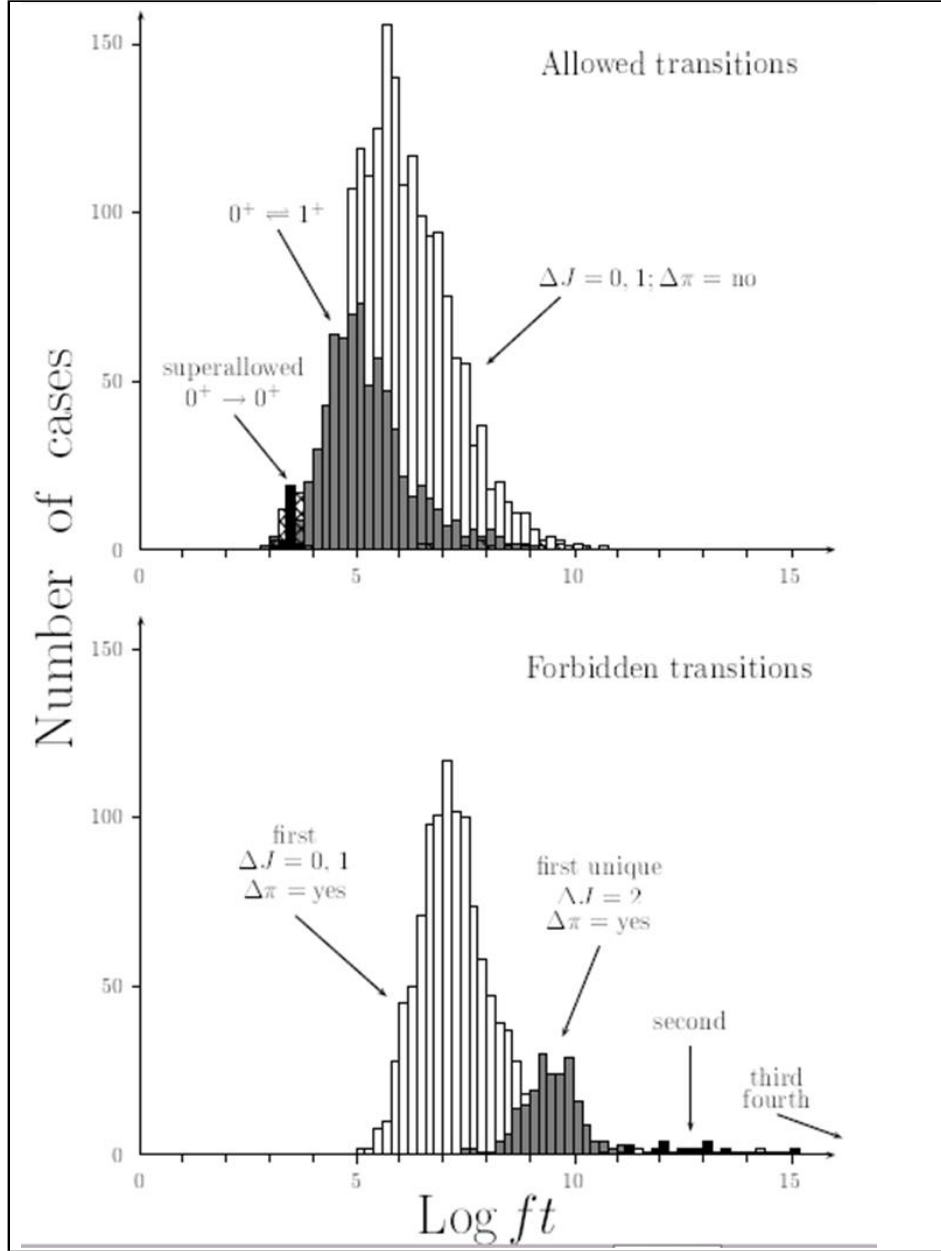 150
Allowed transitions
0⁺ ⇌ 1⁺
100
ΔJ = 0, 1; Δπ = no
superallowed
0⁺ → 0⁺
50
0
0 5 10 15
Number of cases
150
Forbidden transitions
100
first
ΔJ = 0, 1
Δπ = yes
first unique
ΔJ = 2
Δπ = yes
50
second
third
fourth
0
0 5 10 15
Log ft